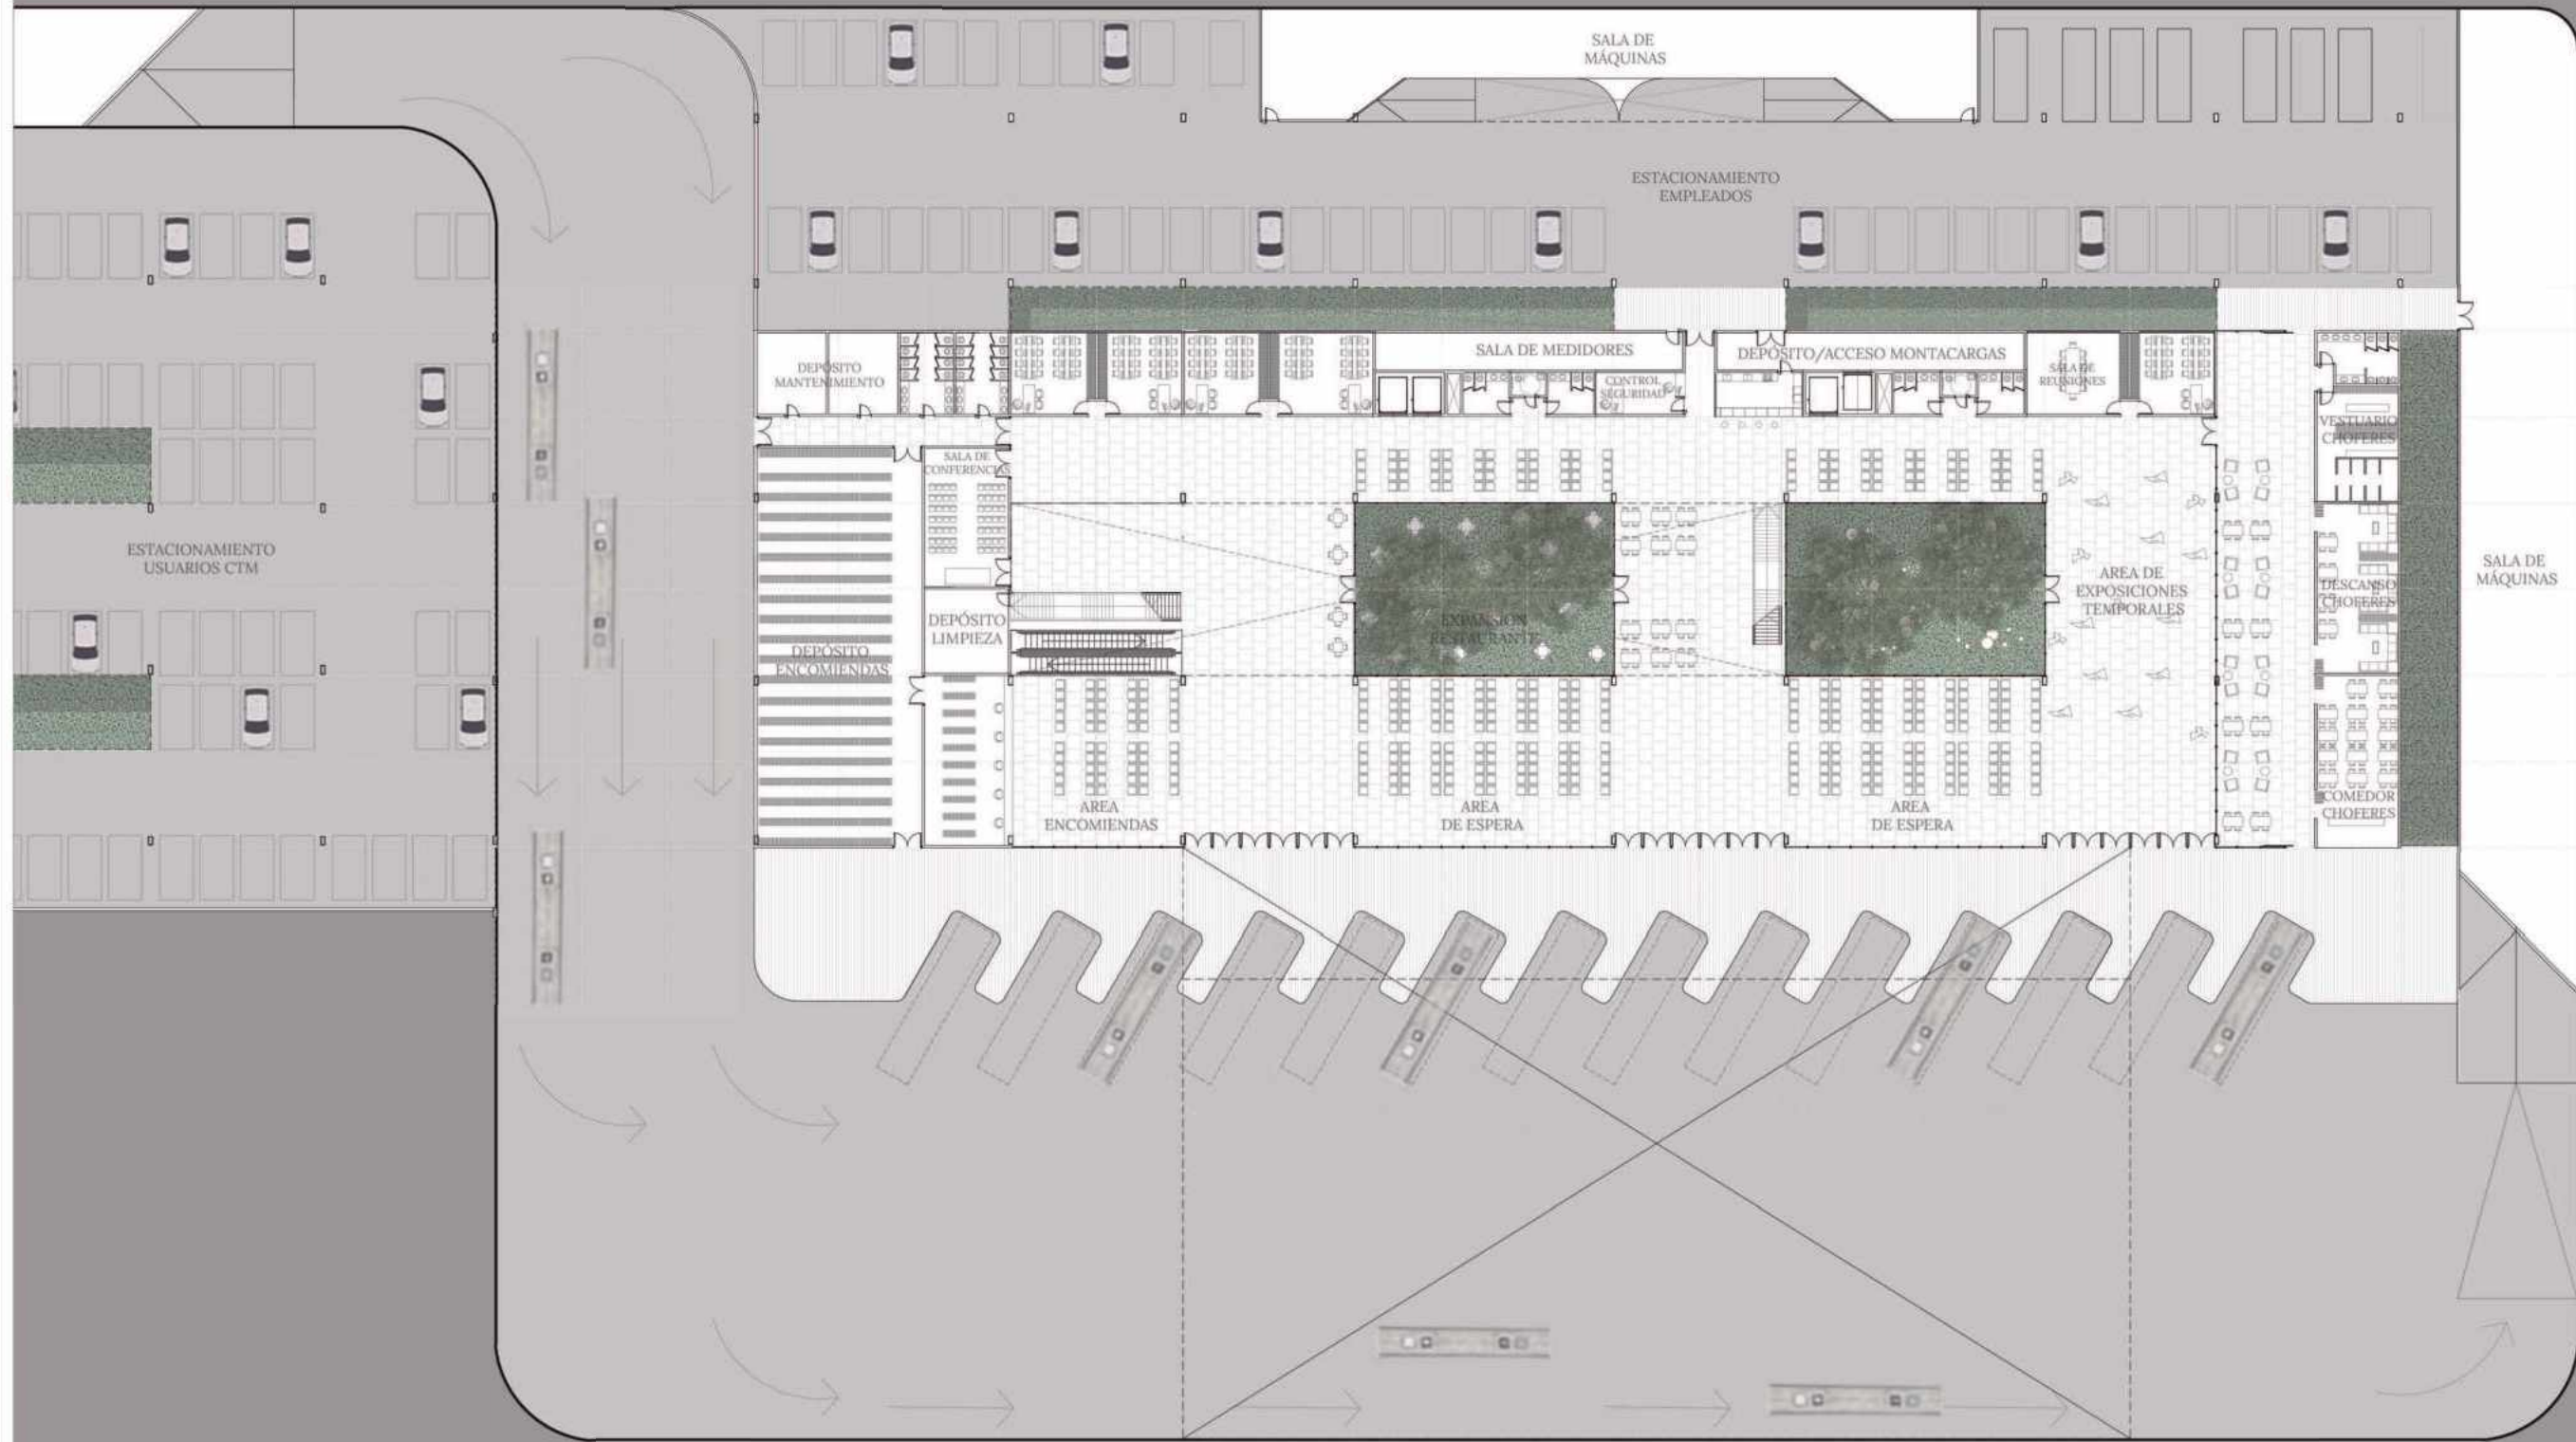 SALA DE
MÁQUINAS
ESTACIONAMIENTO
EMPLEADOS
SALA DE MEDIDORES
DEPÓSITO/ACCESO MONTACARGAS
DEPÓSITO
MANTENIMIENTO
CONTROL
SEGURIDAD
SALA DE
REUNIONES
VESTUARIO
CHOFERES
SALA DE
CONFERENCIAS
ESTACIONAMIENTO
USUARIOS CTM
SALA DE
MÁQUINAS
AREA DE
EXPOSICIONES
TEMPORALES
DESCANSO
CHOFERES
DEPÓSITO
LIMPIEZA
EXPANSIÓN
RESTAURANTE
DEPÓSITO
ENCOMIENDAS
AREA
ENCOMIENDAS
AREA
DE ESPERA
AREA
DE ESPERA
COMEDOR
CHOFERES